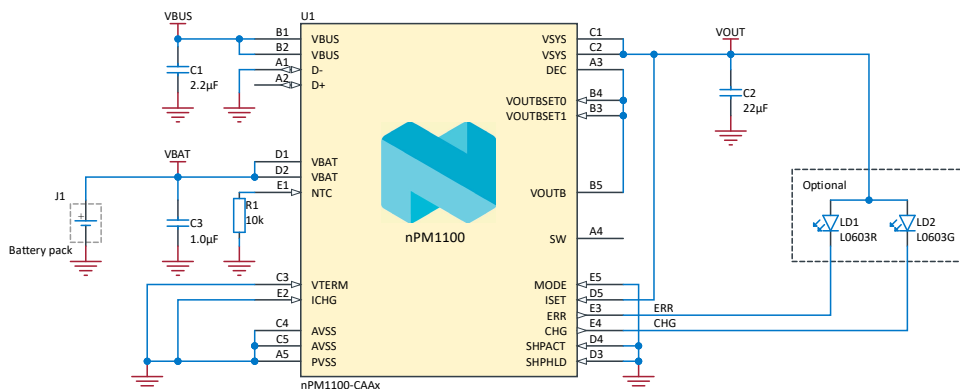 VBUS
U1
B1 VBUS
B2 VBUS
A1 D-
A2 D+
C1
2.2µF
VBAT
D1 VBAT
D2 VBAT
E1 NTC
J1
+
Battery pack
C3
1.0µF
R1
10k
C3 VTERM
E2 ICHG
C4 AVSS
C5 AVSS
A5 PVSS
nPM1100
nPM1100-CAAx
VSYS C1
VSYS C2
DEC A3
VOUTBSET0 B4
VOUTBSET1 B3
VOUTB B5
SW A4
MODE E5
ISET D5
ERR E3 ERR
CHG E4 CHG
SHPACT D4
SHPHLD D3
VOUT
C2
22µF
Optional
LD1
L0603R
LD2
L0603G